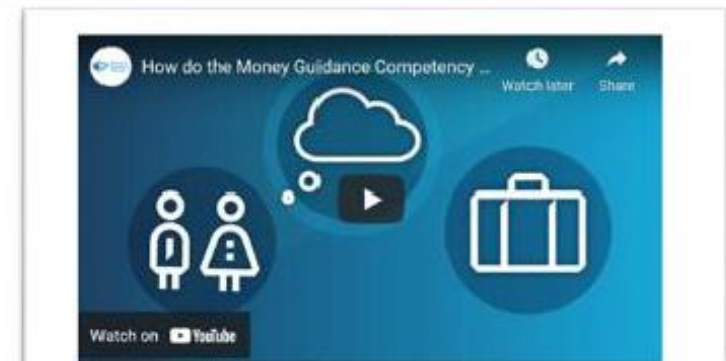 How do the Money Guidance Competency ...
Watch later
Share
Watch on YouTube